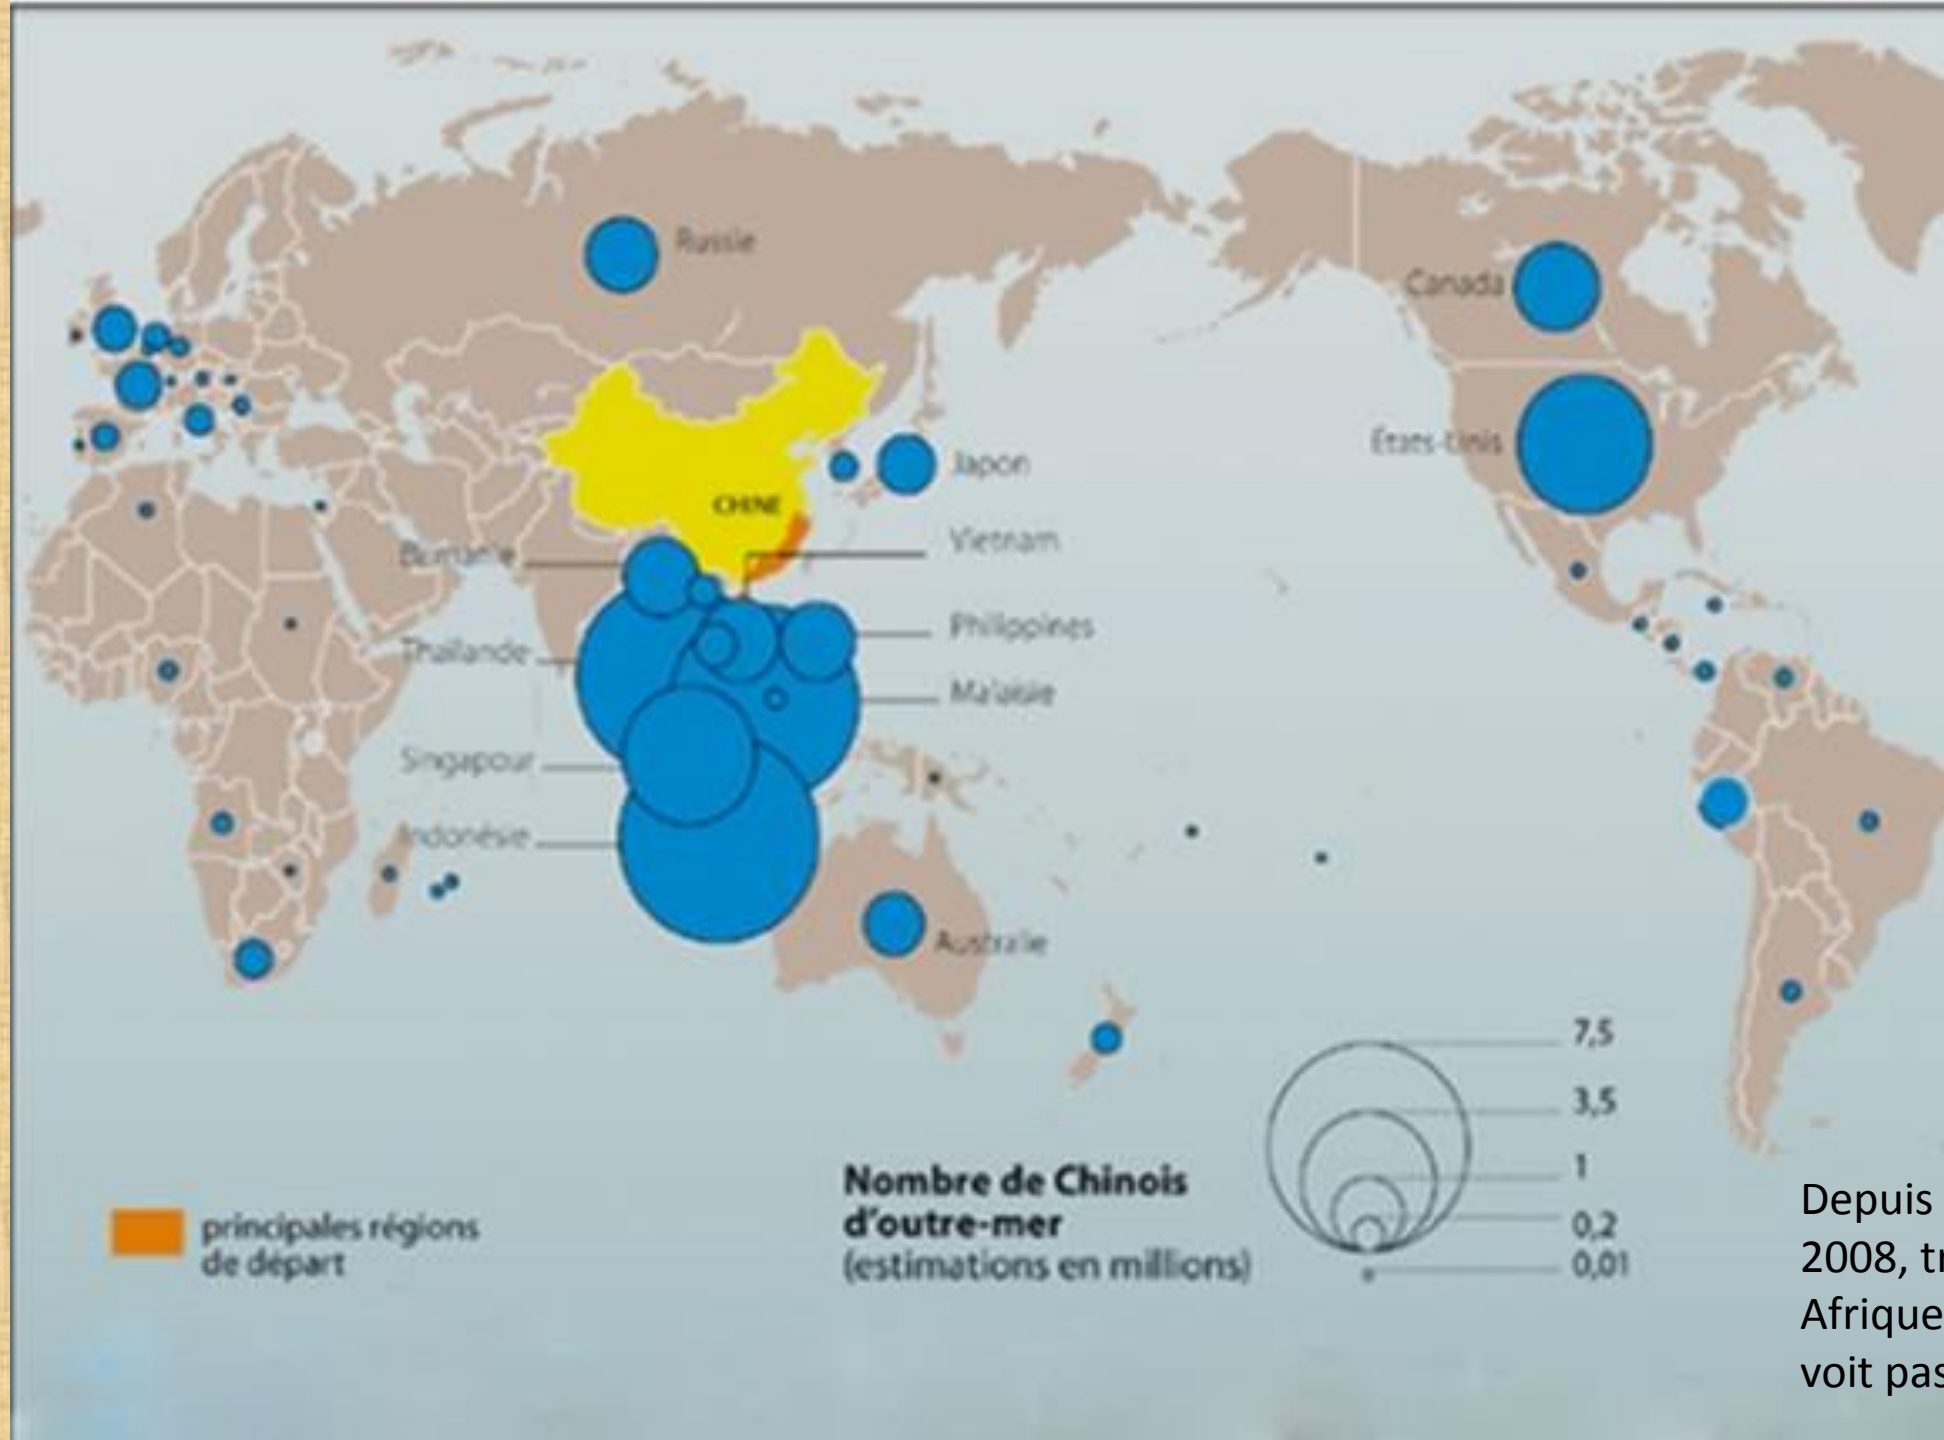 Russie
Canada
États-Unis
CHINE
Japon
Birmanie
Vietnam
Thaïlande
Philippines
Malaisie
Singapour
Indonésie
Australie
7,5
3,5
1
0,2
0,01
Nombre de Chinois
d'outre-mer
(estimations en millions)
principales régions
de départ
Depuis
2008, tr
Afrique
voit pas